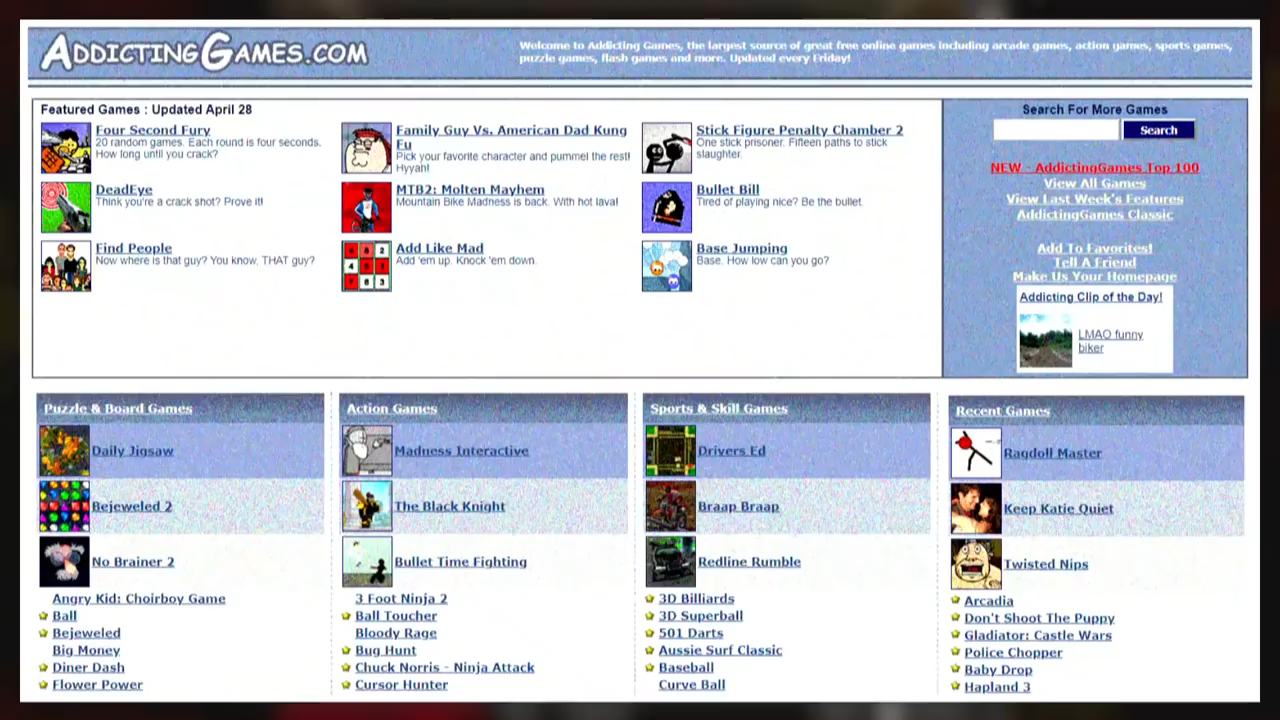 ADDICTINGGAMES.COM
Welcome to Addicting Games, the largest source of great free online games including arcade games, action games, sports games,
puzzle games, flash games and more. Updated every Friday!
Featured Games : Updated April 28
Four Second Fury
20 random games. Each round is four seconds.
How long until you crack?
Family Guy Vs. American Dad Kung
Fu
Pick your favorite character and pummel the rest!
Hyyah!
Stick Figure Penalty Chamber 2
One stick prisoner. Fifteen paths to stick
slaughter.
DeadEye
Think you're a crack shot? Prove it!
MTB2: Molten Mayhem
Mountain Bike Madness is back. With hot lava!
Bullet Bill
Tired of playing nice? Be the bullet.
Find People
Now where is that guy? You know, THAT guy?
Add Like Mad
Add 'em up. Knock 'em down.
Base Jumping
Base. How low can you go?
Search For More Games
Search
NEW - AddictingGames Top 100
View All Games
View Last Week's Features
AddictingGames Classic
Add To Favorites!
Tell A Friend
Make Us Your Homepage
Addicting Clip of the Day!
LMAO funny
biker
Puzzle & Board Games
Daily Jigsaw
Bejeweled 2
No Brainer 2
Angry Kid: Choirboy Game
Ball
Bejeweled
Big Money
Diner Dash
Flower Power
Action Games
Madness Interactive
The Black Knight
Bullet Time Fighting
3 Foot Ninja 2
Ball Toucher
Bloody Rage
Bug Hunt
Chuck Norris - Ninja Attack
Cursor Hunter
Sports & Skill Games
Drivers Ed
Braap Braap
Redline Rumble
3D Billiards
3D Superball
501 Darts
Aussie Surf Classic
Baseball
Curve Ball
Recent Games
Ragdoll Master
Keep Katie Quiet
Twisted Nips
Arcadia
Don't Shoot The Puppy
Gladiator: Castle Wars
Police Chopper
Baby Drop
Hapland 3